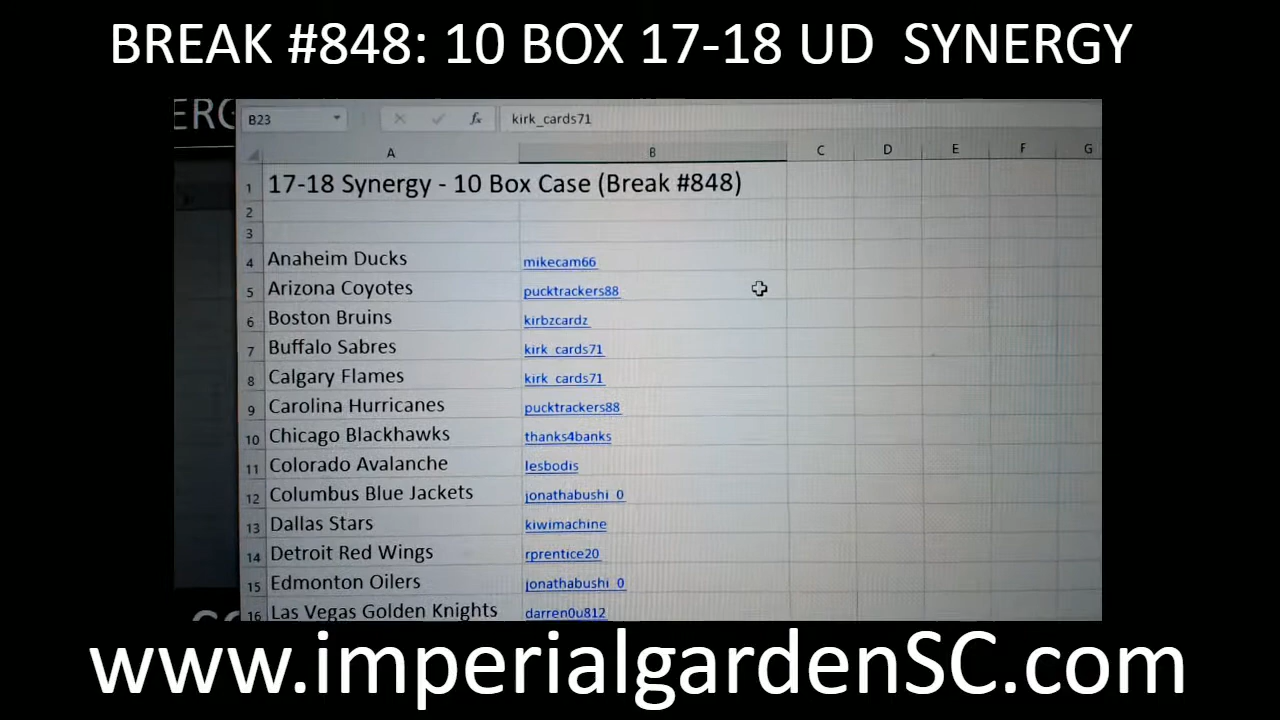 BREAK #848: 10 BOX 17-18 UD SYNERGY
ERG
B23 fx kirk_cards71
A B C D E F G
1 17-18 Synergy - 10 Box Case (Break #848)
2
3
4 Anaheim Ducks mikecam66
5 Arizona Coyotes pucktrackers88
6 Boston Bruins kirbzcardz
7 Buffalo Sabres kirk_cards71
8 Calgary Flames kirk_cards71
9 Carolina Hurricanes pucktrackers88
10 Chicago Blackhawks thanks4banks
11 Colorado Avalanche lesbodis
12 Columbus Blue Jackets jonathabushi_0
13 Dallas Stars kiwimachine
14 Detroit Red Wings rprentice20
15 Edmonton Oilers jonathabushi_0
16 Las Vegas Golden Knights darren0u812
www.imperialgardenSC.com